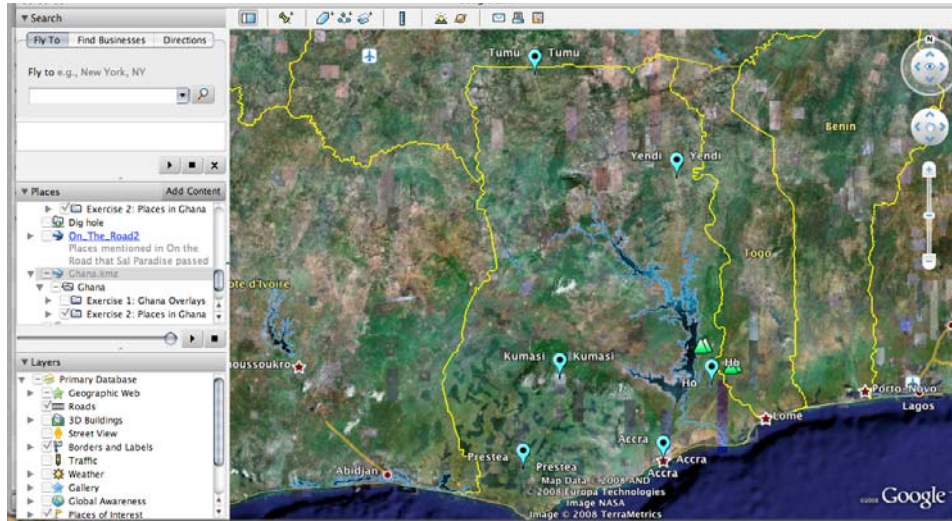 Search
Fly To Find Businesses Directions
Fly to e.g., New York, NY
Places Add Content
Exercise 2: Places in Ghana
Dig hole
On_The_Road2
Places mentioned in On the
Road that Sal Paradise passed
Ghana.kmz
Ghana
Exercise 1: Ghana Overlays
Exercise 2: Places in Ghana
Layers
Primary Database
Geographic Web
Roads
3D Buildings
Street View
Borders and Labels
Traffic
Weather
Gallery
Global Awareness
Places of Interest
N
Tumu Tumu
Benin
Yendi Yendi
Togo
ote d'Ivoire
Kumasi Kumasi
Ho
Ho
moussoukro
Porto-Novo
Lagos
Lome
Accra
Accra
Accra
Prestea
Prestea
Abidjan
Map Data © 2008 AND
© 2008 Europa Technologies
Image NASA
Image © 2008 TerraMetrics
©2008 Google